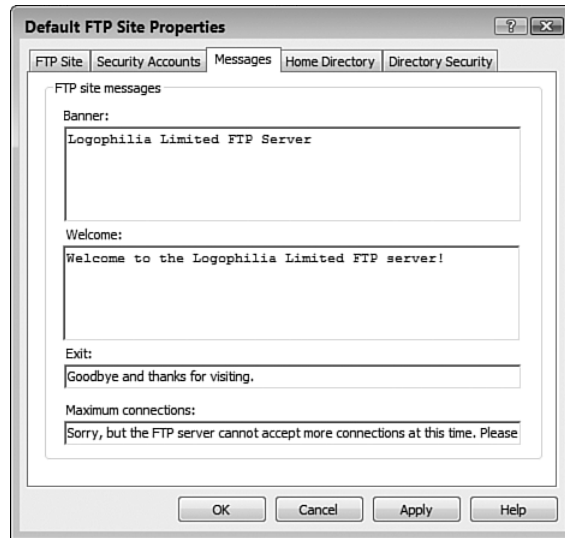 Default FTP Site Properties
?
FTP Site Security Accounts Messages Home Directory Directory Security
FTP site messages
Banner:
Logophilia Limited FTP Server
Welcome:
Welcome to the Logophilia Limited FTP server!
Exit:
Goodbye and thanks for visiting.
Maximum connections:
Sorry, but the FTP server cannot accept more connections at this time. Please
OK Cancel Apply Help